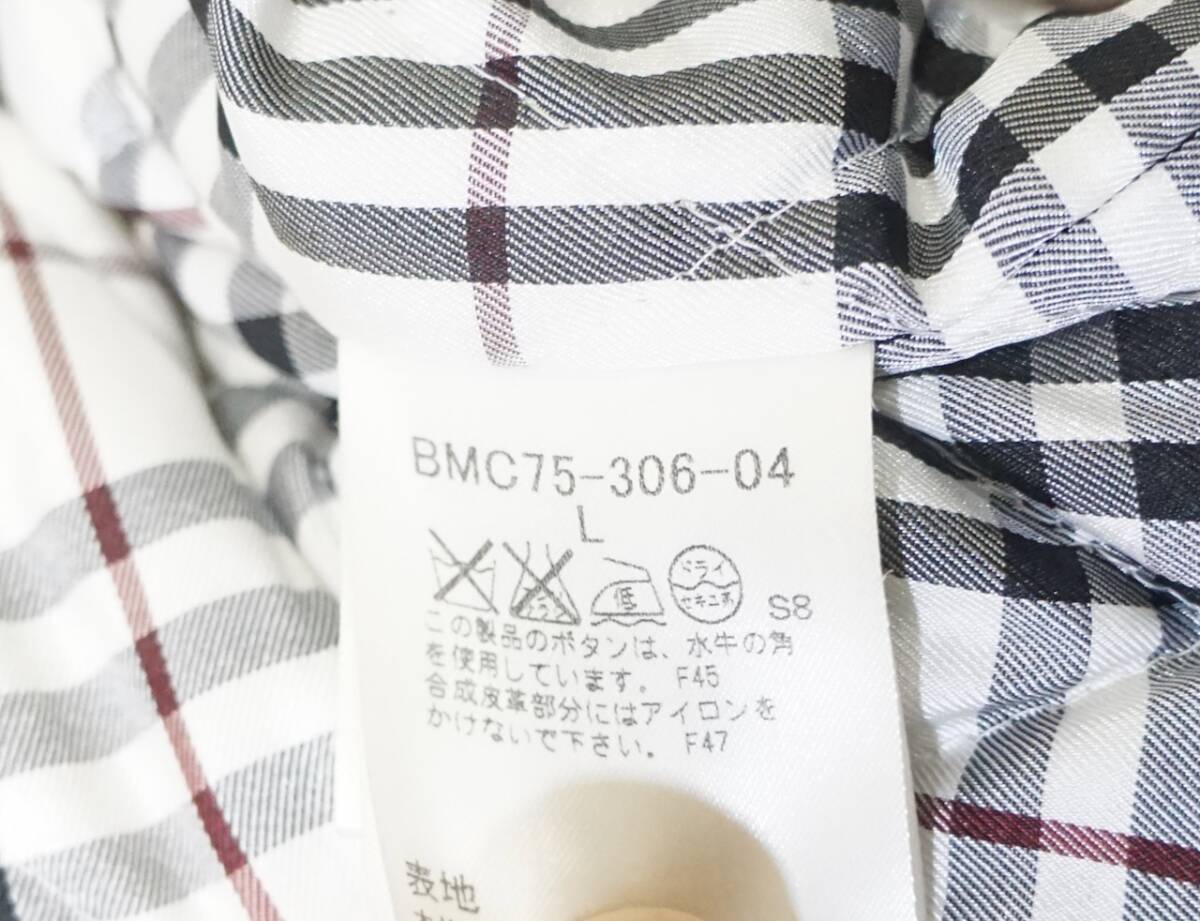 BMC75-306-04
L
低
ドライ
セキユ系
S8
この製品のボタンは、水牛の角
を使用しています。 F45
合成皮革部分にはアイロンを
かけないで下さい。 F47
表地